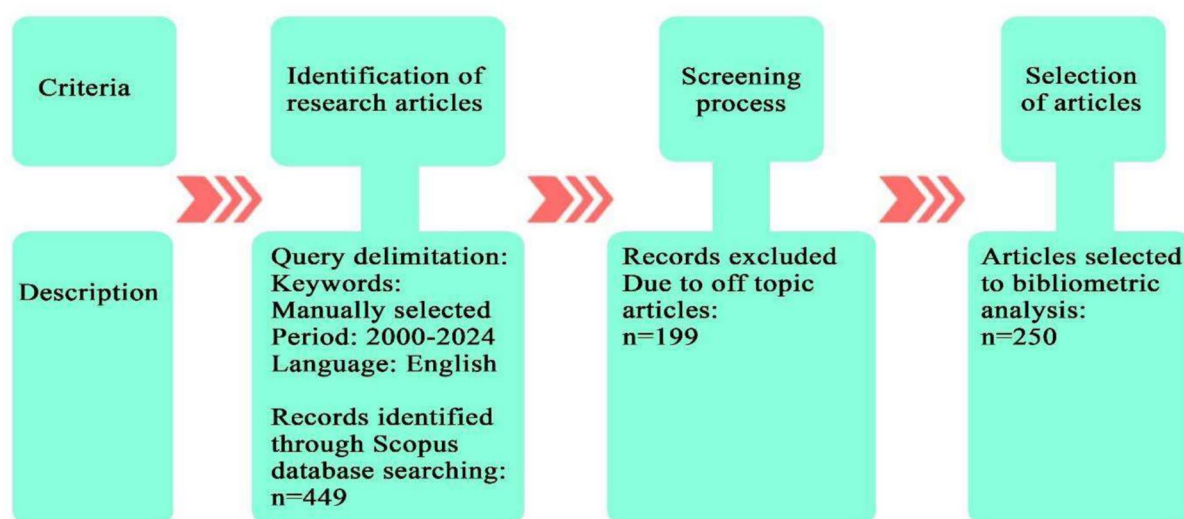 Criteria
Identification of
research articles
Screening
process
Selection
of articles
Description
Query delimitation:
Keywords:
Manually selected
Period: 2000-2024
Language: English
Records identified
through Scopus
database searching:
n=449
Records excluded
Due to off topic
articles:
n=199
Articles selected
to bibliometric
analysis:
n=250